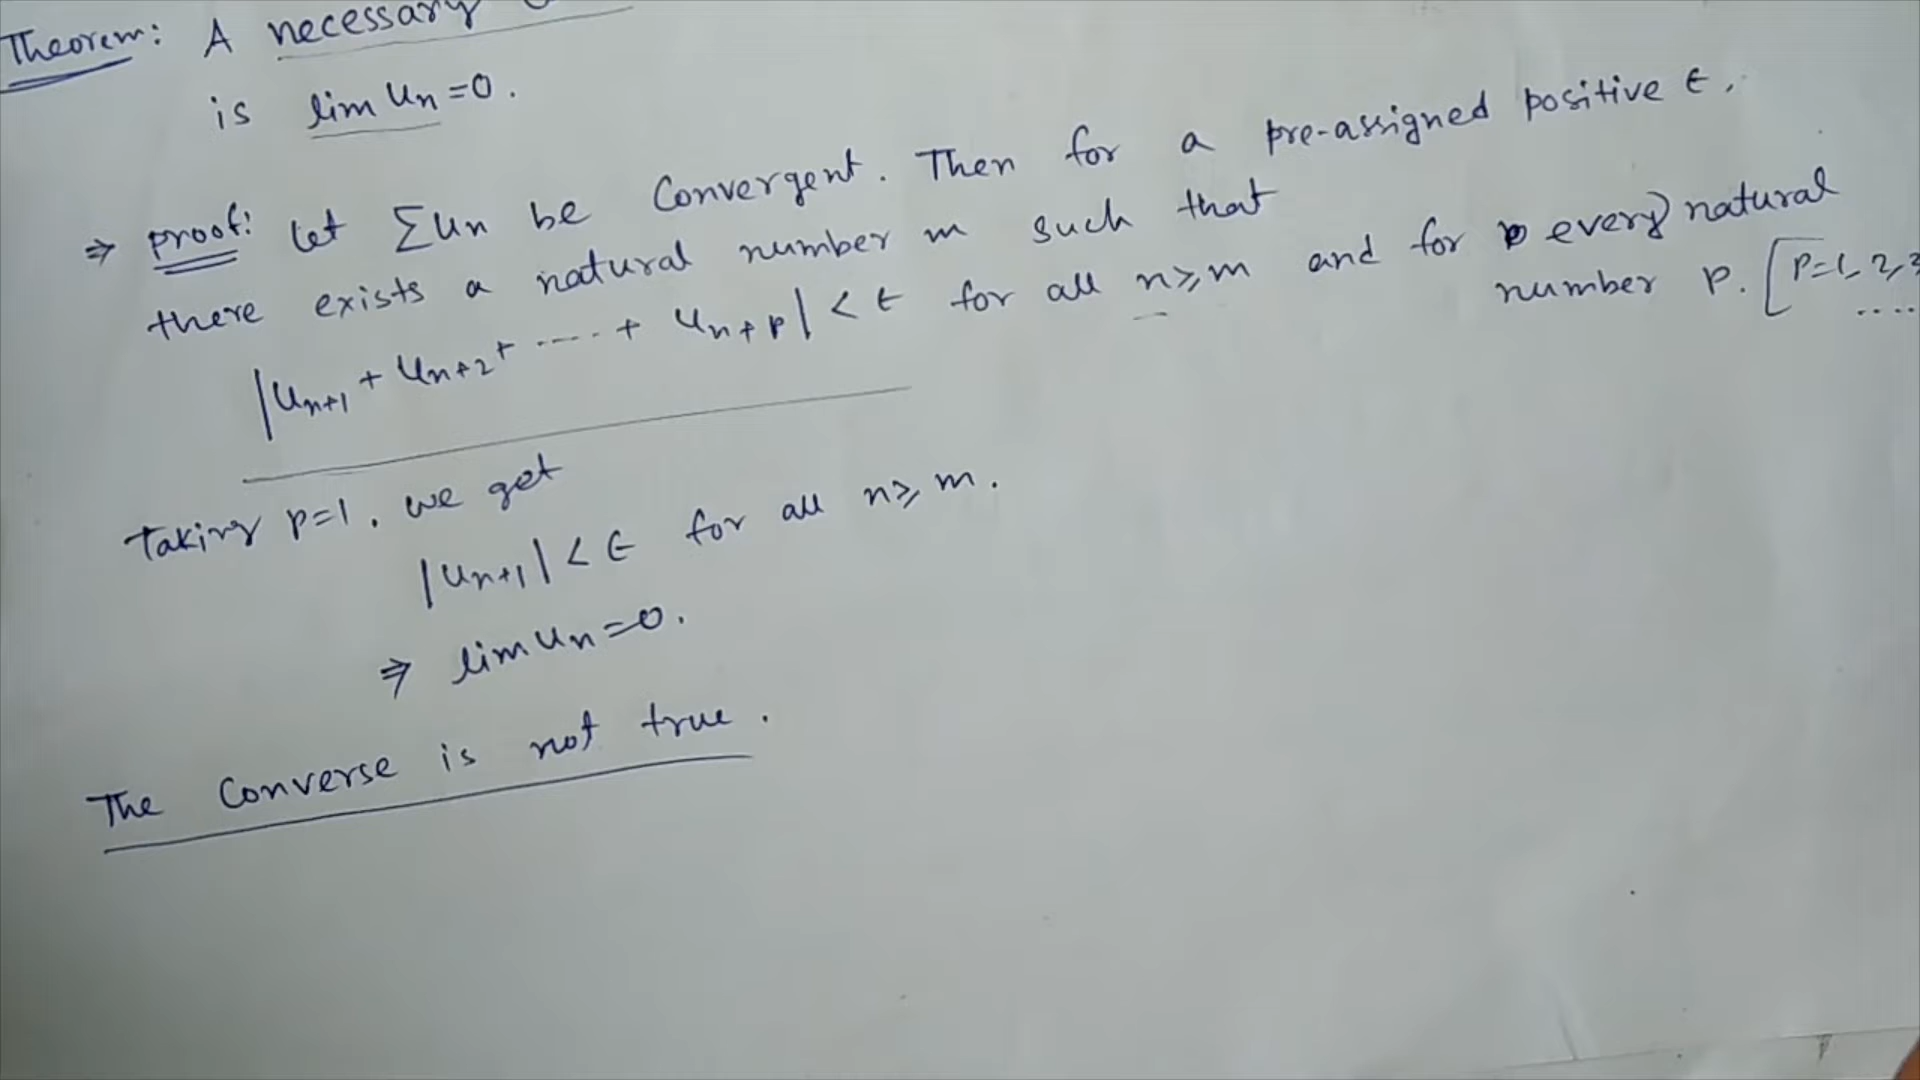 Theorem: A necessary
is lim Un = 0.
⇒ proof: Let ΣUn be Convergent. Then for a pre-assigned positive ϵ,
there exists a natural number m such that
|Un+1 + Un+2 + ..... + Un+p| < ϵ for all n ≥ m and for every natural
number p. [P=1, 2, 3
....
Taking p=1, we get
|Un+1| < ϵ for all n ≥ m.
⇒ lim Un = 0.
The Converse is not true.